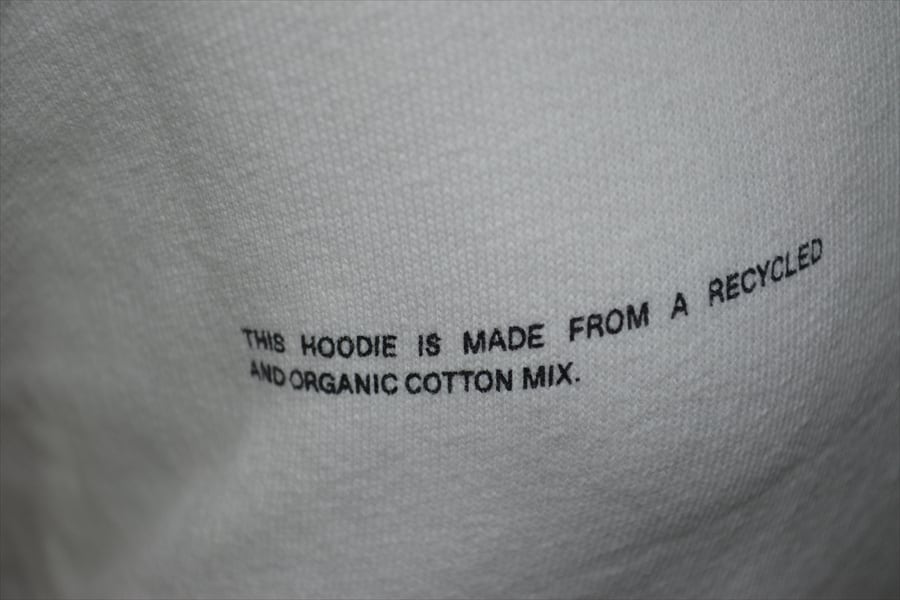 THIS HOODIE IS MADE FROM A RECYCLED
AND ORGANIC COTTON MIX.